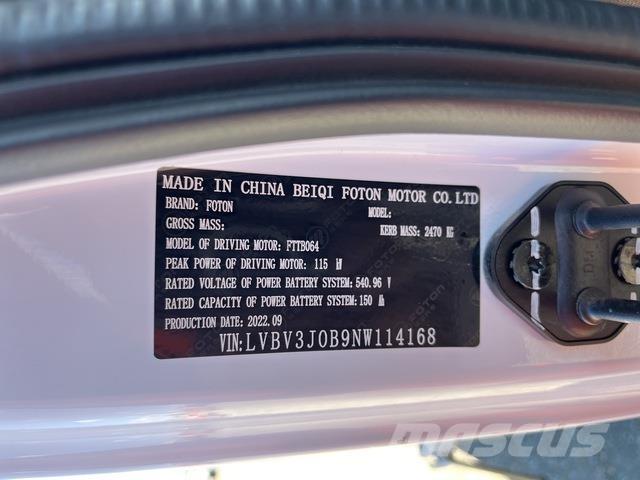 MADE IN CHINA BEIQI FOTON MOTOR CO.LTD
BRAND: FOTON MODEL:
GROSS MASS: KERB MASS: 2470 KG
MODEL OF DRIVING MOTOR: FTTB064
PEAK POWER OF DRIVING MOTOR: 115 kW
RATED VOLTAGE OF POWER BATTERY SYSTEM: 540.96 V
RATED CAPACITY OF POWER BATTERY SYSTEM: 150 Ah
PRODUCTION DATE: 2022.09
VIN: LVBV3J0B9NW114168
mascus